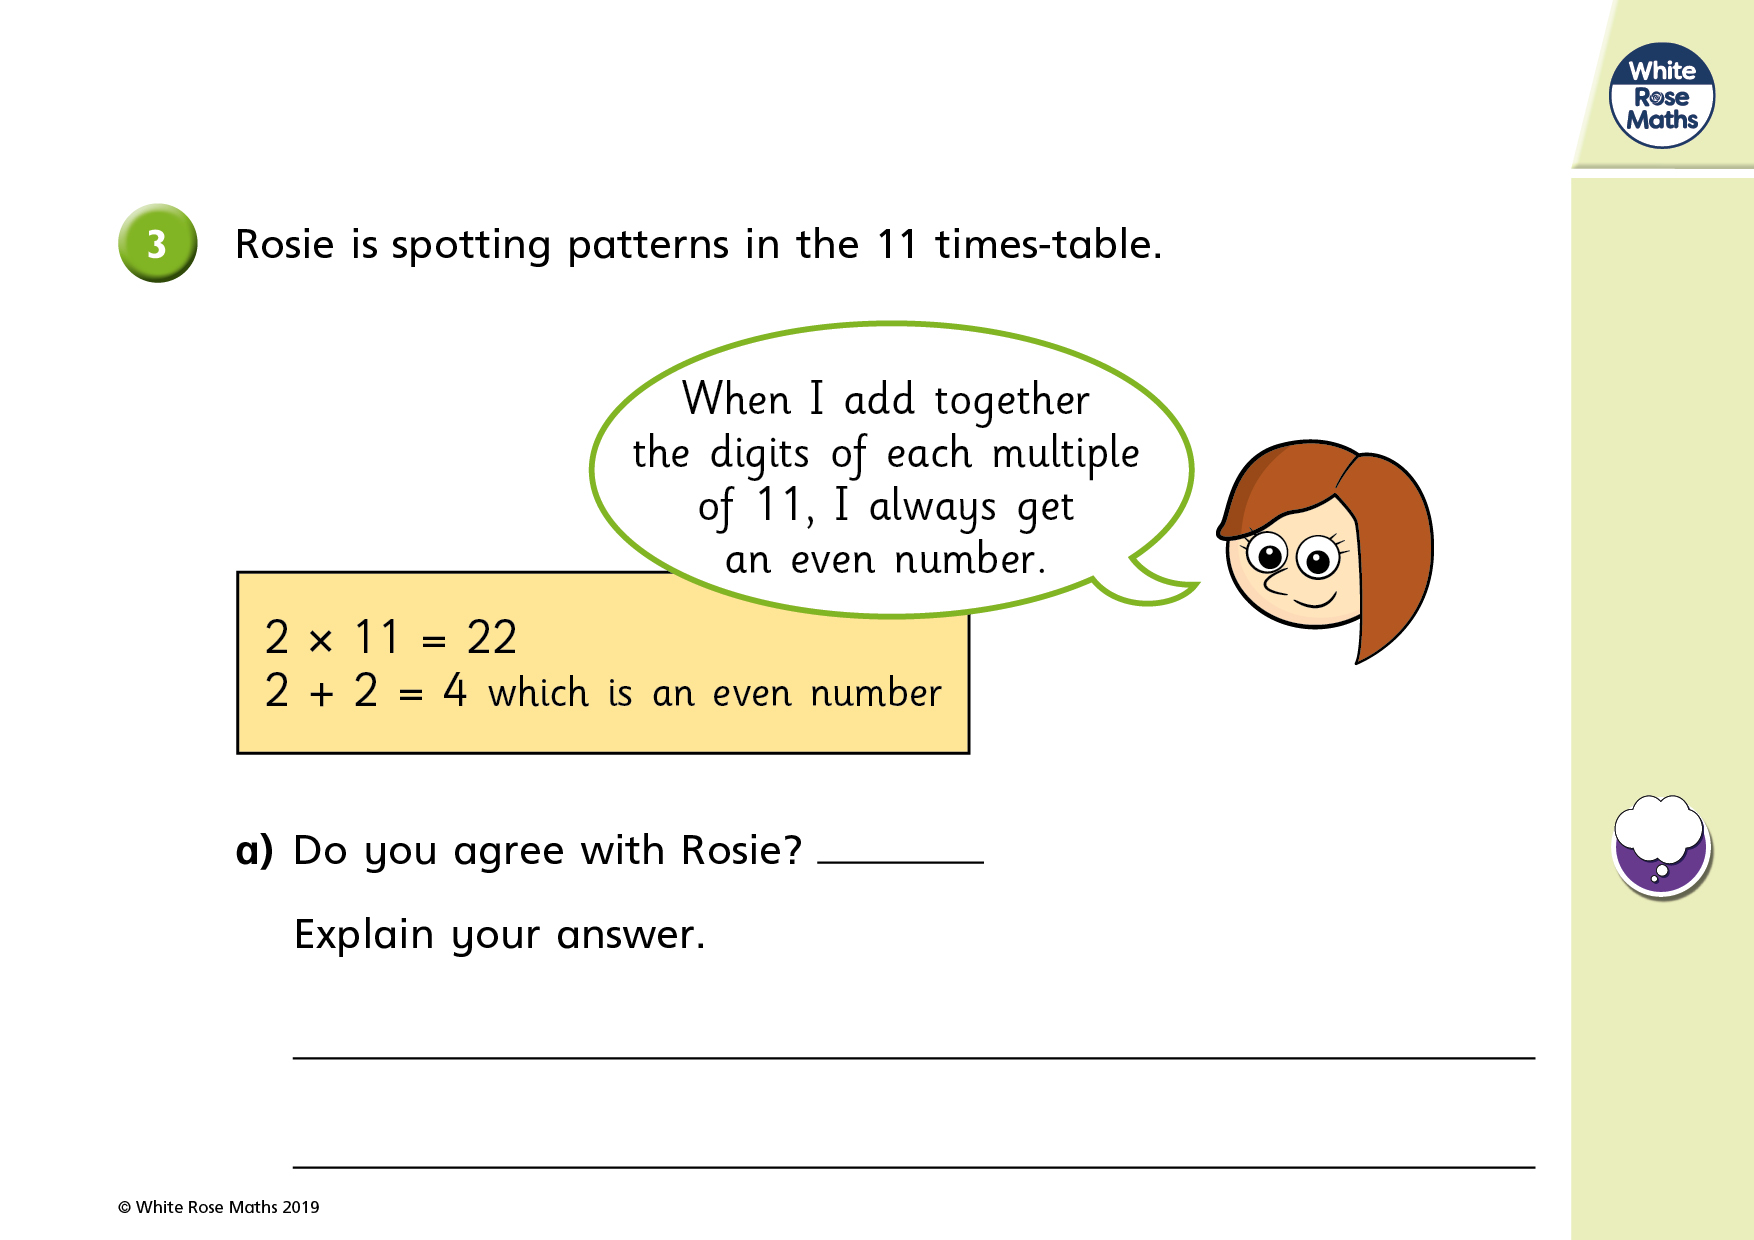 White
Rose
Maths
3 Rosie is spotting patterns in the 11 times-table.
When I add together
the digits of each multiple
of 11, I always get
an even number.
2 × 11 = 22
2 + 2 = 4 which is an even number
a) Do you agree with Rosie?
Explain your answer.
© White Rose Maths 2019